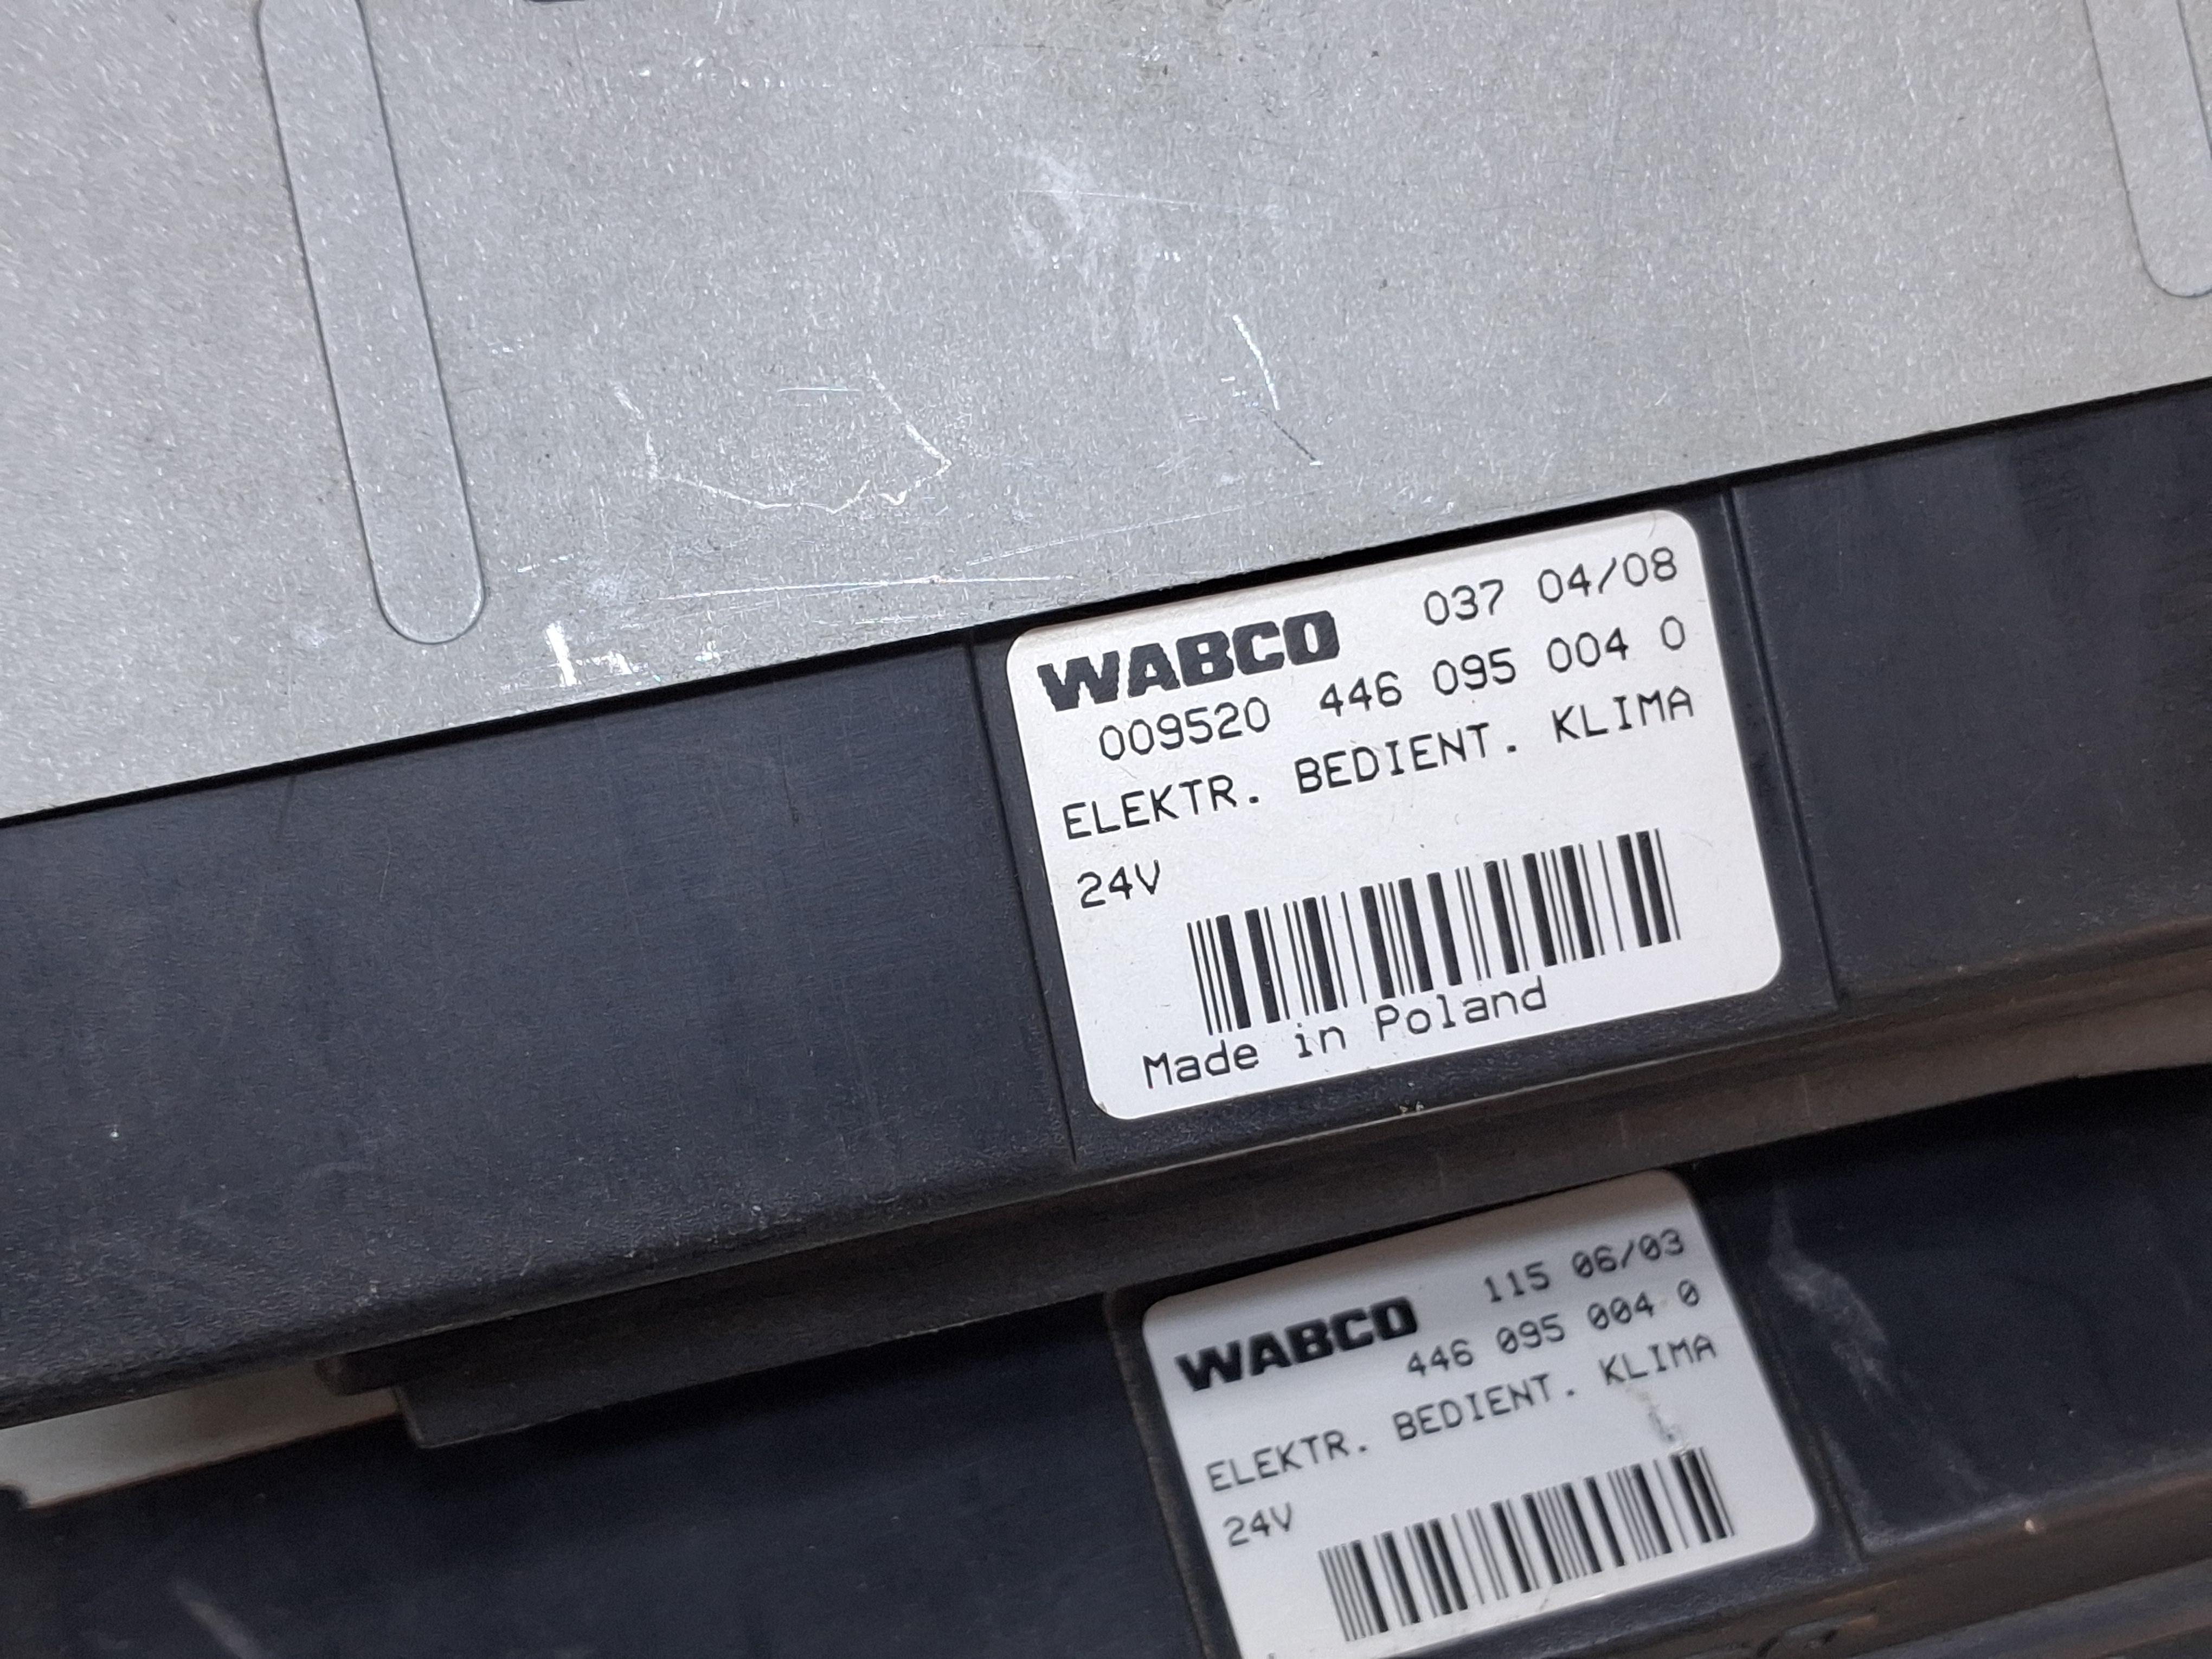 WABCO 037 04/08
009520 446 095 004 0
ELEKTR. BEDIENT. KLIMA
24V
Made in Poland
WABCO 115 06/03
446 095 004 0
ELEKTR. BEDIENT. KLIMA
24V